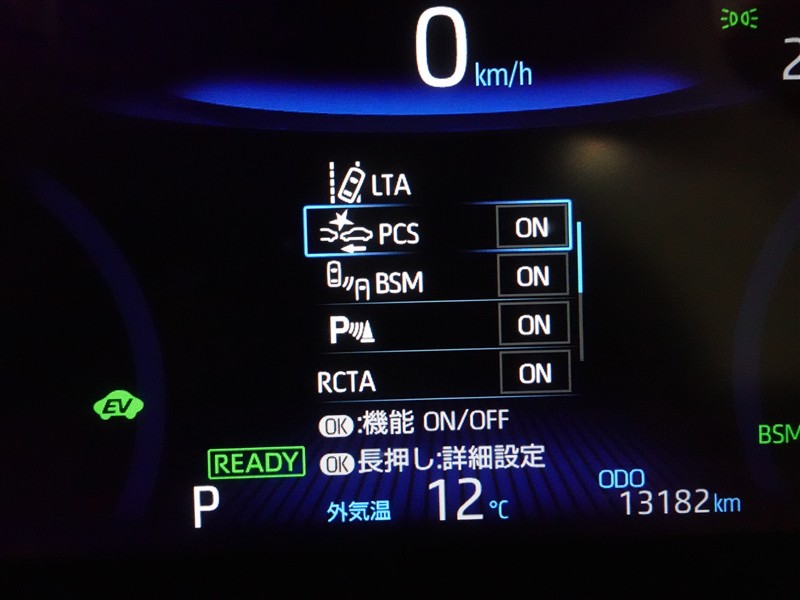 0 km/h
2
LTA
PCS ON
BSM ON
P ON
RCTA ON
OK:機能 ON/OFF
OK長押し:詳細設定
EV
READY
BSM
P
外気温 12℃
ODO
13182km